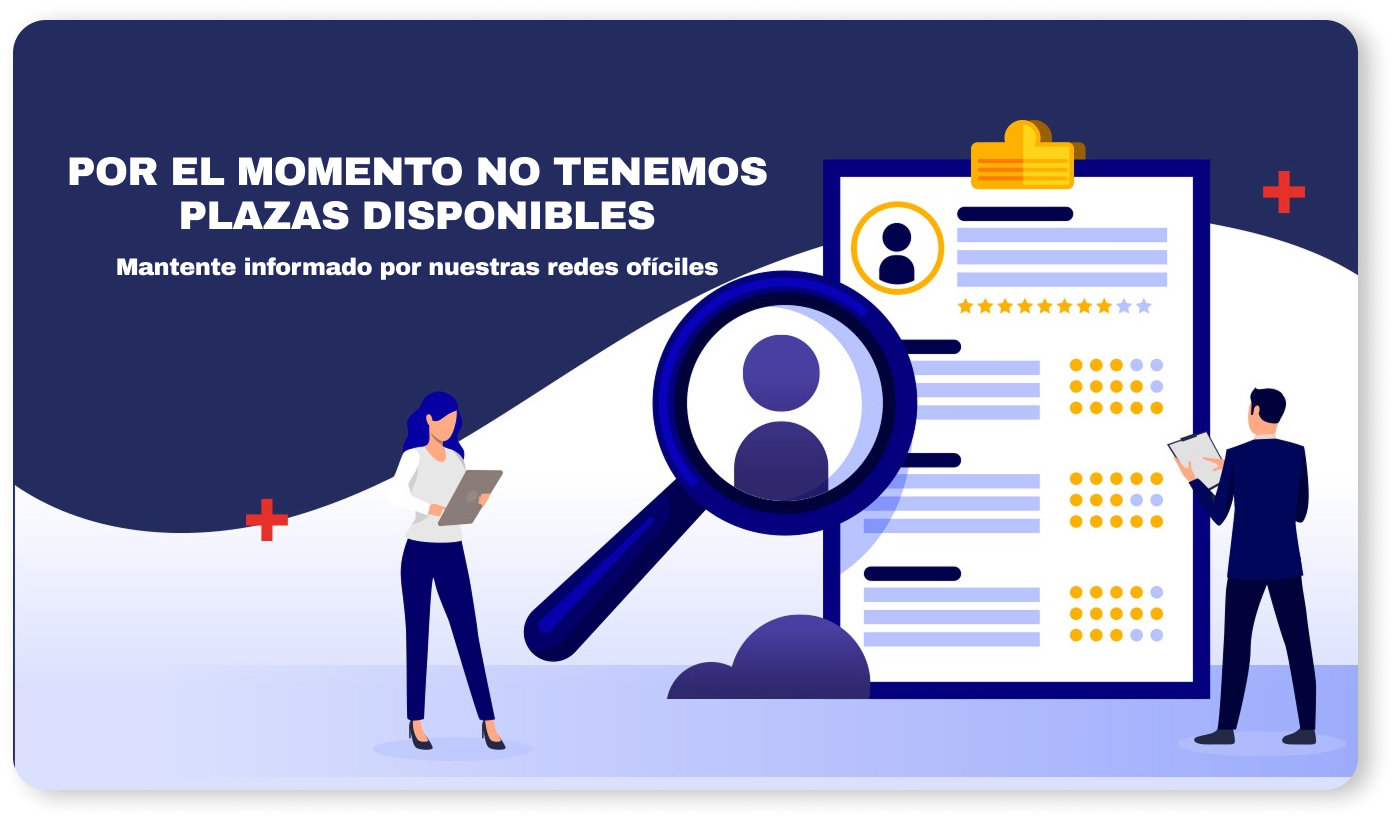 POR EL MOMENTO NO TENEMOS
PLAZAS DISPONIBLES
Mantente informado por nuestras redes ofíciles